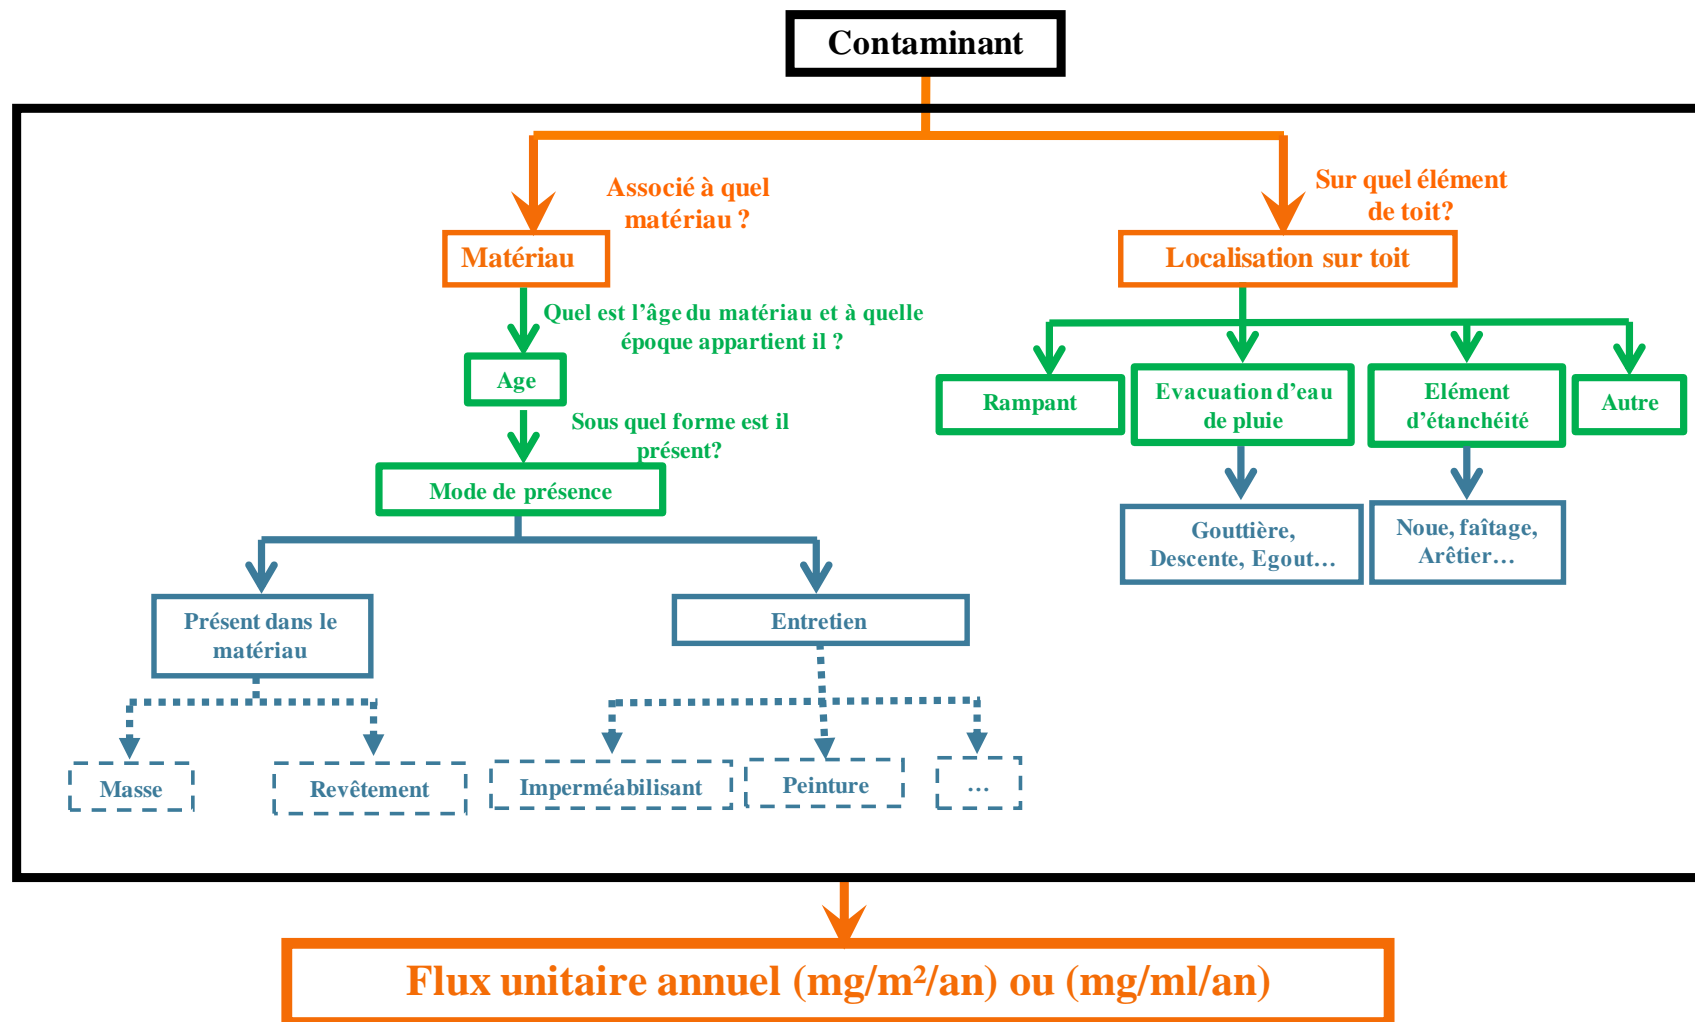 Contaminant
Associé à quel
matériau ?
Sur quel élément
de toit?
Matériau
Localisation sur toit
Quel est l’âge du matériau et à quelle
époque appartient il ?
Age
Sous quel forme est il
présent?
Mode de présence
Rampant
Evacuation d’eau
de pluie
Elément
d’étanchéité
Autre
Gouttière,
Descente, Egout…
Noue, faîtage,
Arêtier…
Présent dans le
matériau
Entretien
Masse
Revêtement
Imperméabilisant
Peinture
…
Flux unitaire annuel (mg/m²/an) ou (mg/ml/an)